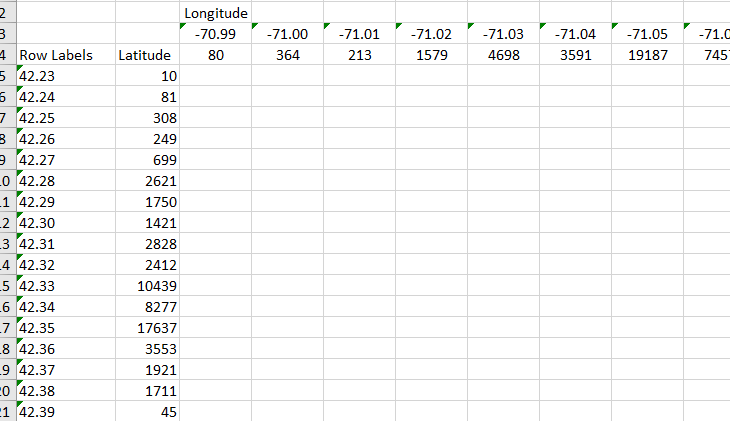 2 Longitude
3 -70.99 -71.00 -71.01 -71.02 -71.03 -71.04 -71.05
4 Row Labels Latitude 80 364 213 1579 4698 3591 19187
5 42.23 10
6 42.24 81
7 42.25 308
8 42.26 249
9 42.27 699
0 42.28 2621
1 42.29 1750
2 42.30 1421
3 42.31 2828
4 42.32 2412
5 42.33 10439
6 42.34 8277
7 42.35 17637
8 42.36 3553
9 42.37 1921
0 42.38 1711
1 42.39 45